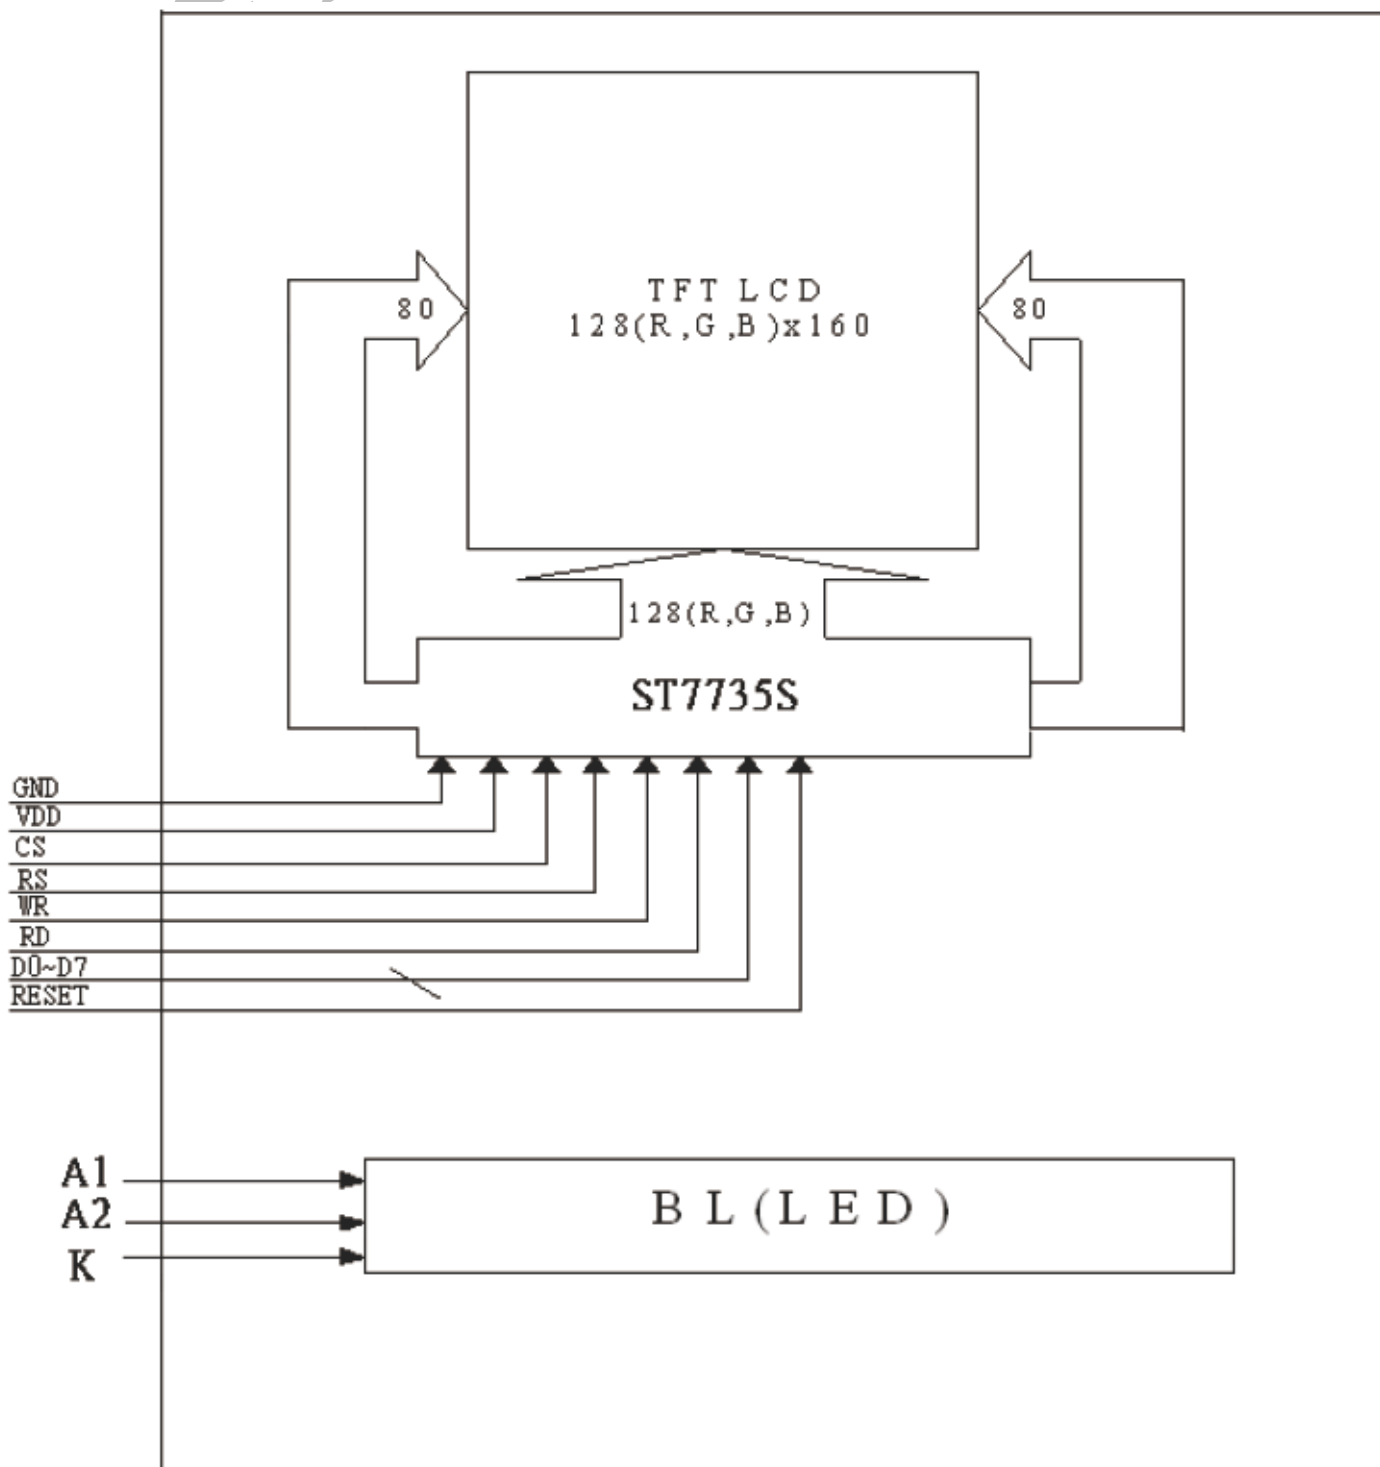 TFT LCD
128(R,G,B)x160
80
80
128(R,G,B)
ST7735S
GND
VDD
CS
RS
WR
RD
D0~D7
RESET
A1
A2
K
BL(LED)